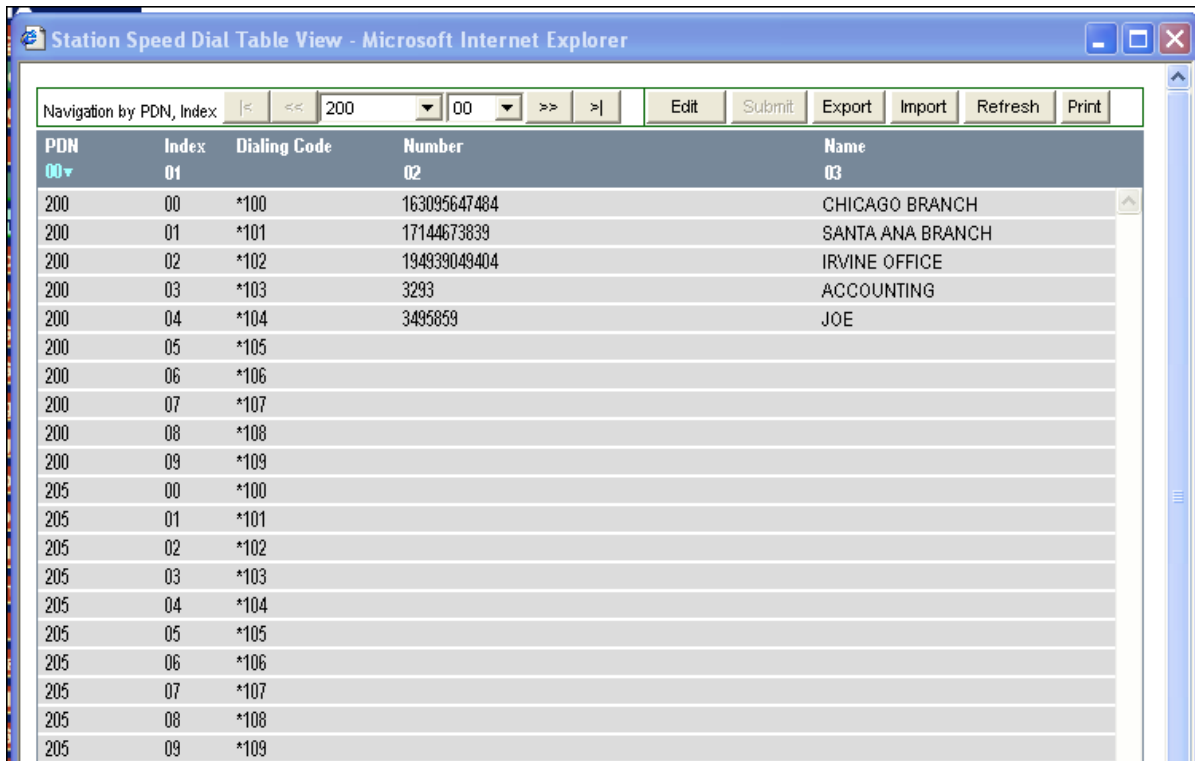 Station Speed Dial Table View - Microsoft Internet Explorer
Navigation by PDN, Index |< << 200 00 >> >| Edit Submit Export Import Refresh Print
PDN Index Dialing Code Number Name
00 01 02 03
200 00 *100 163095647484 CHICAGO BRANCH
200 01 *101 17144673839 SANTA ANA BRANCH
200 02 *102 194939049404 IRVINE OFFICE
200 03 *103 3293 ACCOUNTING
200 04 *104 3495859 JOE
200 05 *105
200 06 *106
200 07 *107
200 08 *108
200 09 *109
205 00 *100
205 01 *101
205 02 *102
205 03 *103
205 04 *104
205 05 *105
205 06 *106
205 07 *107
205 08 *108
205 09 *109